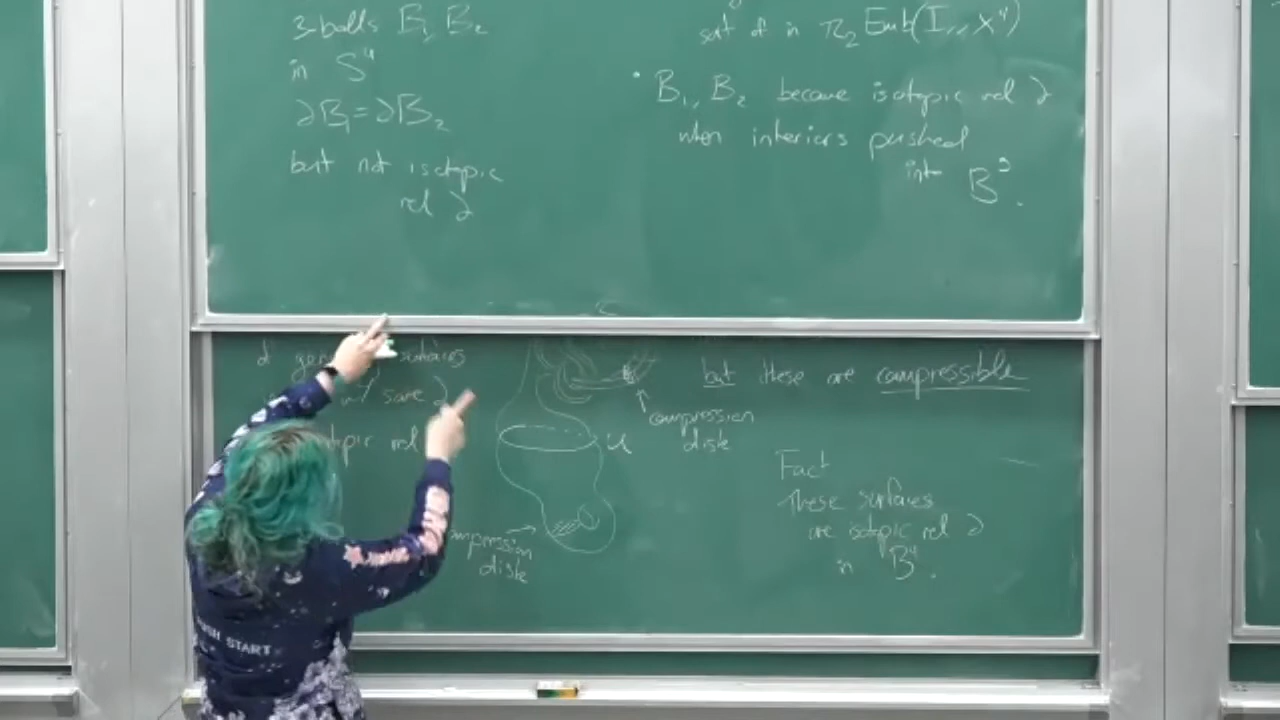 3-balls B₁, B₂
in S⁴
∂B₁=∂B₂
but not isotopic
rel ∂
sort of in π₂ Emb(I,, X⁴)
• B₁, B₂ become isotopic rel ∂
when interiors pushed
into B⁵.
surfaces
w/ same ∂
rel
U
compression
disk
compression
disk
but these are compressible
Fact
These surfaces
are isotopic rel ∂
in B⁴.
START